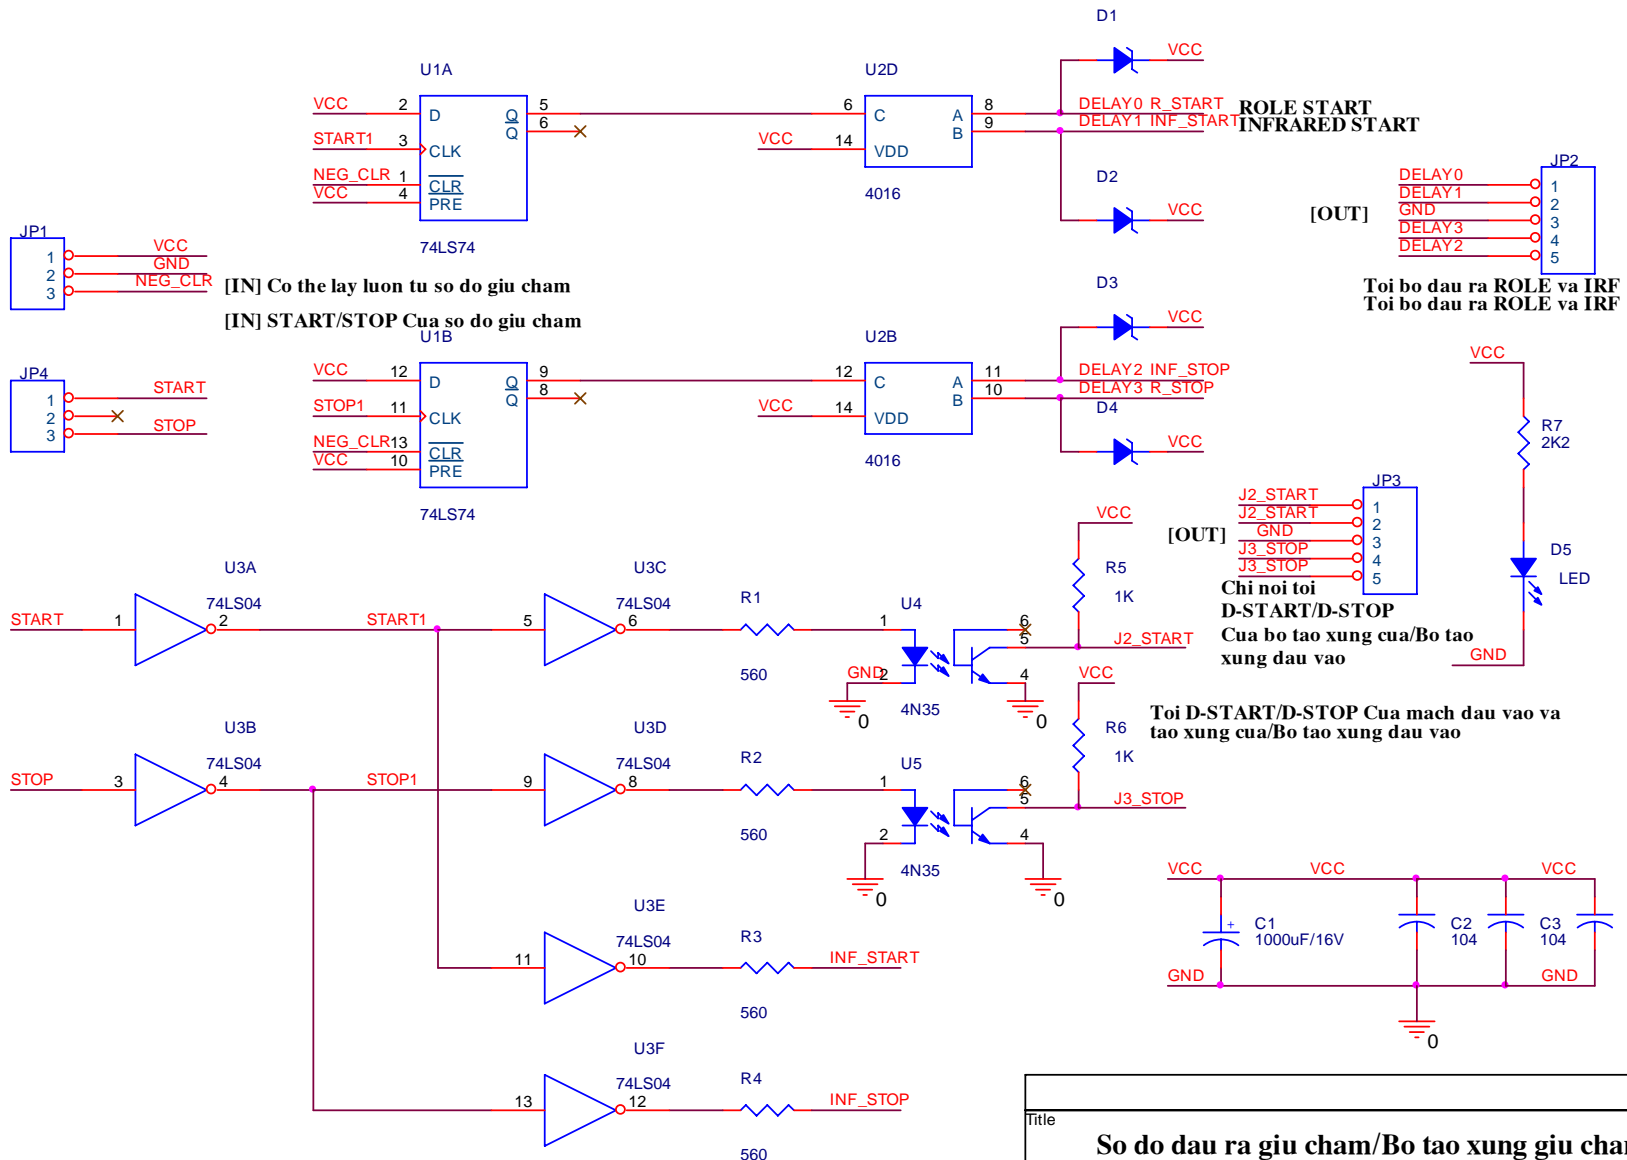 D1
VCC
U1A
U2D
VCC 2 D Q 5
Q 6
START1 3 CLK
NEG_CLR 1 CLR
VCC 4 PRE
74LS74
6 C A 8 DELAY0 R_START ROLE START
B 9 DELAY1 INF_START INFRARED START
VCC 14 VDD
4016
D2
VCC
JP2
DELAY0 1
DELAY1 2
GND 3
DELAY3 4
DELAY2 5
[OUT]
Toi bo dau ra ROLE va IRF
Toi bo dau ra ROLE va IRF
JP1
1 VCC
2 GND
3 NEG_CLR
[IN] Co the lay luon tu so do giu cham
[IN] START/STOP Cua so do giu cham
D3
VCC
U1B
U2B
VCC 12 D Q 9
Q 8
STOP1 11 CLK
NEG_CLR 13 CLR
VCC 10 PRE
74LS74
12 C A 11 DELAY2 INF_STOP
B 10 DELAY3 R_STOP
VCC 14 VDD
4016
D4
VCC
JP4
1 START
2
3 STOP
VCC
R7
2K2
D5
LED
GND
JP3
J2_START 1
J2_START 2
GND 3
J3_STOP 4
J3_STOP 5
[OUT]
Chi noi toi
D-START/D-STOP
Cua bo tao xung cua/Bo tao
xung dau vao
U3A
74LS04
START 1 2 START1
U3C
74LS04
5 6
R1
560
U4
1
GND 2
0
4N35
6
5
4
0
VCC
R5
1K
J2_START
U3B
74LS04
STOP 3 4 STOP1
U3D
74LS04
9 8
R2
560
U5
1
2
0
4N35
6
5
4
0
VCC
R6
1K
J3_STOP
Toi D-START/D-STOP Cua mach dau vao va
tao xung cua/Bo tao xung dau vao
U3E
74LS04
11 10
R3
560
INF_START
U3F
74LS04
13 12
R4
560
INF_STOP
VCC VCC VCC
+
C1
1000uF/16V
C2
104
C3
104
GND GND
0
Title
So do dau ra giu cham/Bo tao xung giu cham